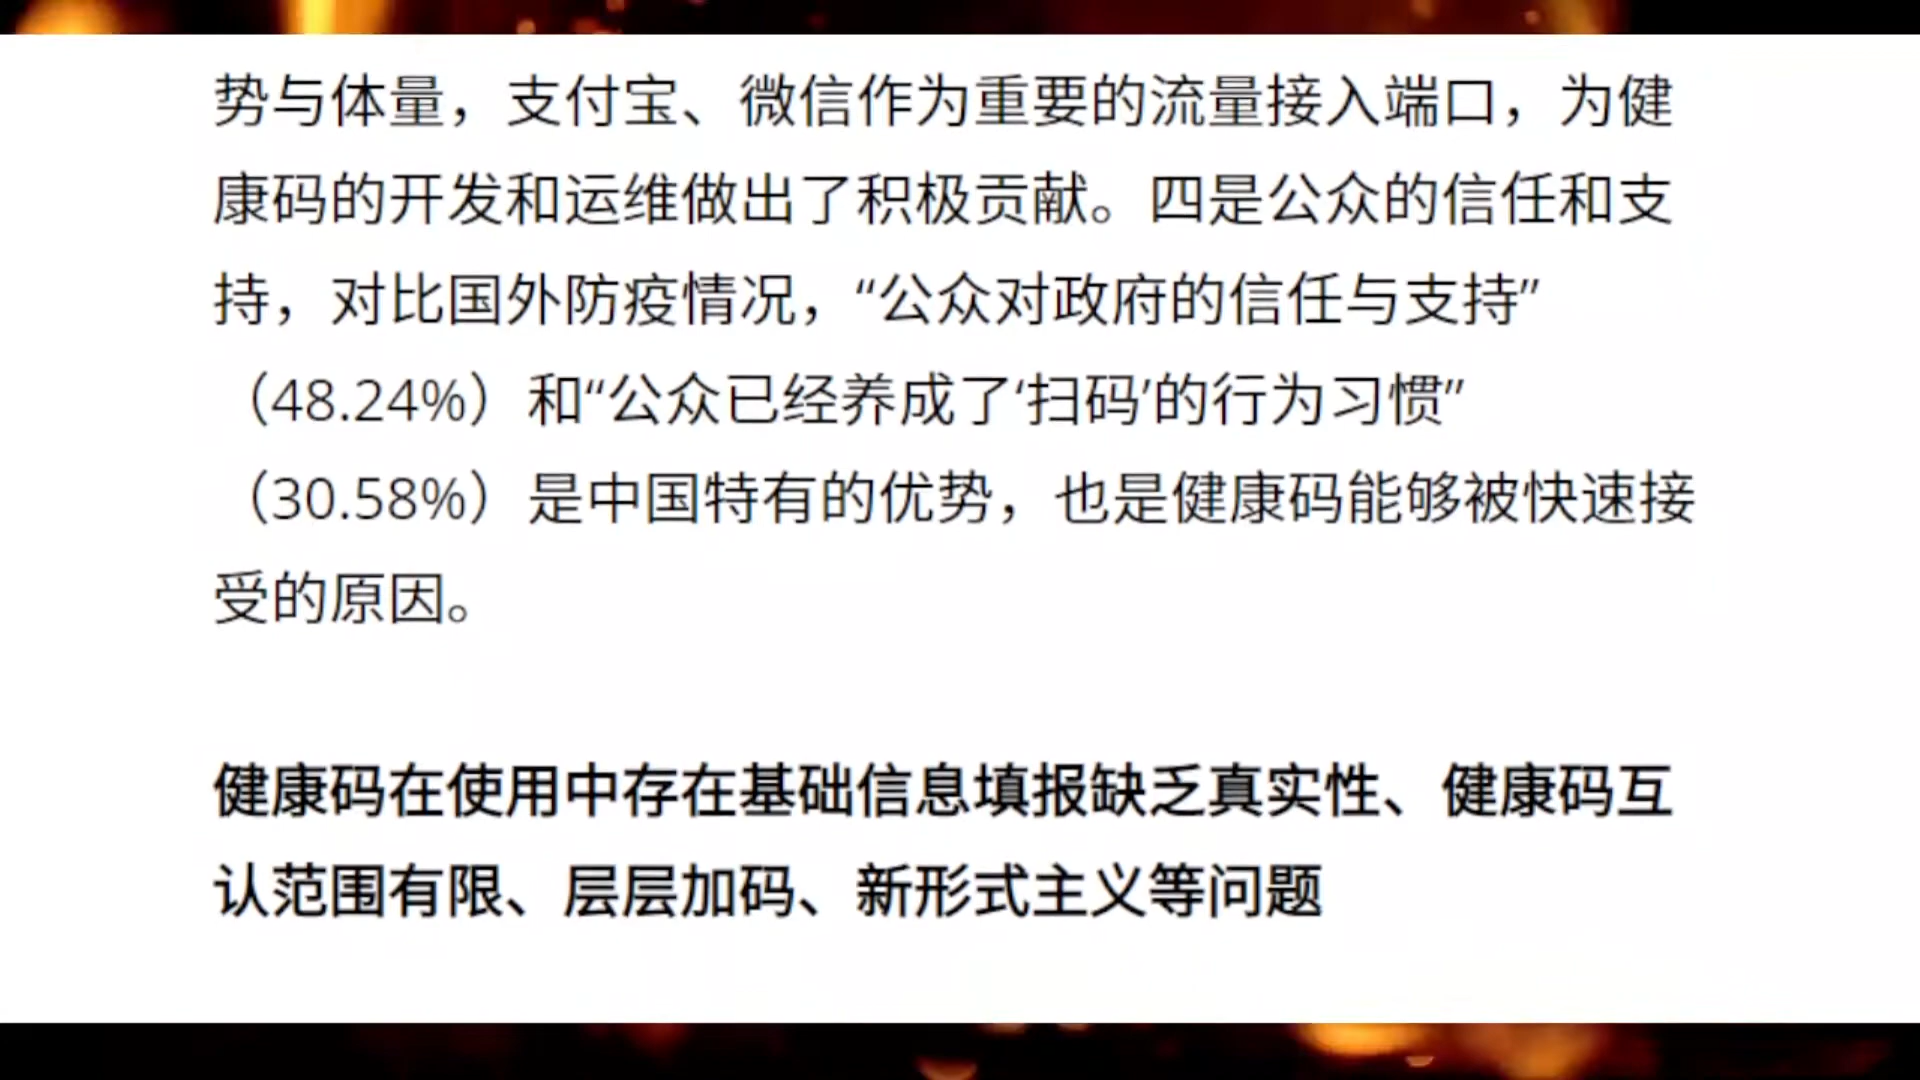 势与体量，支付宝、微信作为重要的流量接入端口，为健
康码的开发和运维做出了积极贡献。四是公众的信任和支
持，对比国外防疫情况，“公众对政府的信任与支持”
（48.24%）和“公众已经养成了‘扫码’的行为习惯”
（30.58%）是中国特有的优势，也是健康码能够被快速接
受的原因。
健康码在使用中存在基础信息填报缺乏真实性、健康码互
认范围有限、层层加码、新形式主义等问题